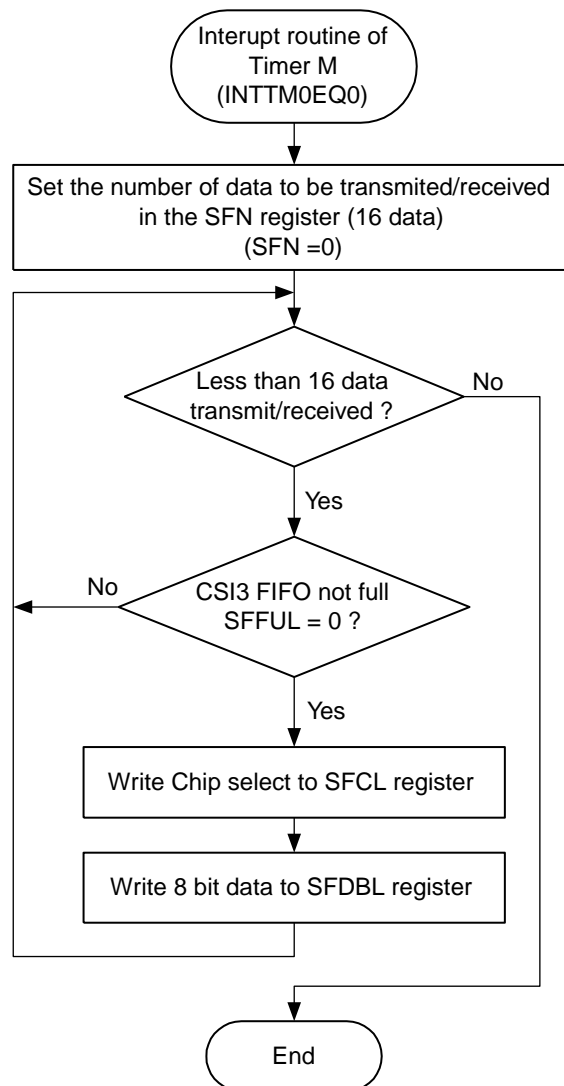 Interupt routine of
Timer M
(INTTM0EQ0)
Set the number of data to be transmited/received
in the SFN register (16 data)
(SFN =0)
Less than 16 data
transmit/received ?
No
Yes
No
CSI3 FIFO not full
SFFUL = 0 ?
Yes
Write Chip select to SFCL register
Write 8 bit data to SFDBL register
End